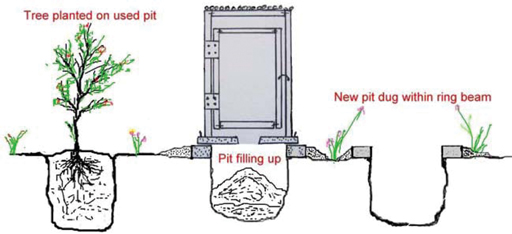 Tree planted on used pit
New pit dug within ring beam
Pit filling up